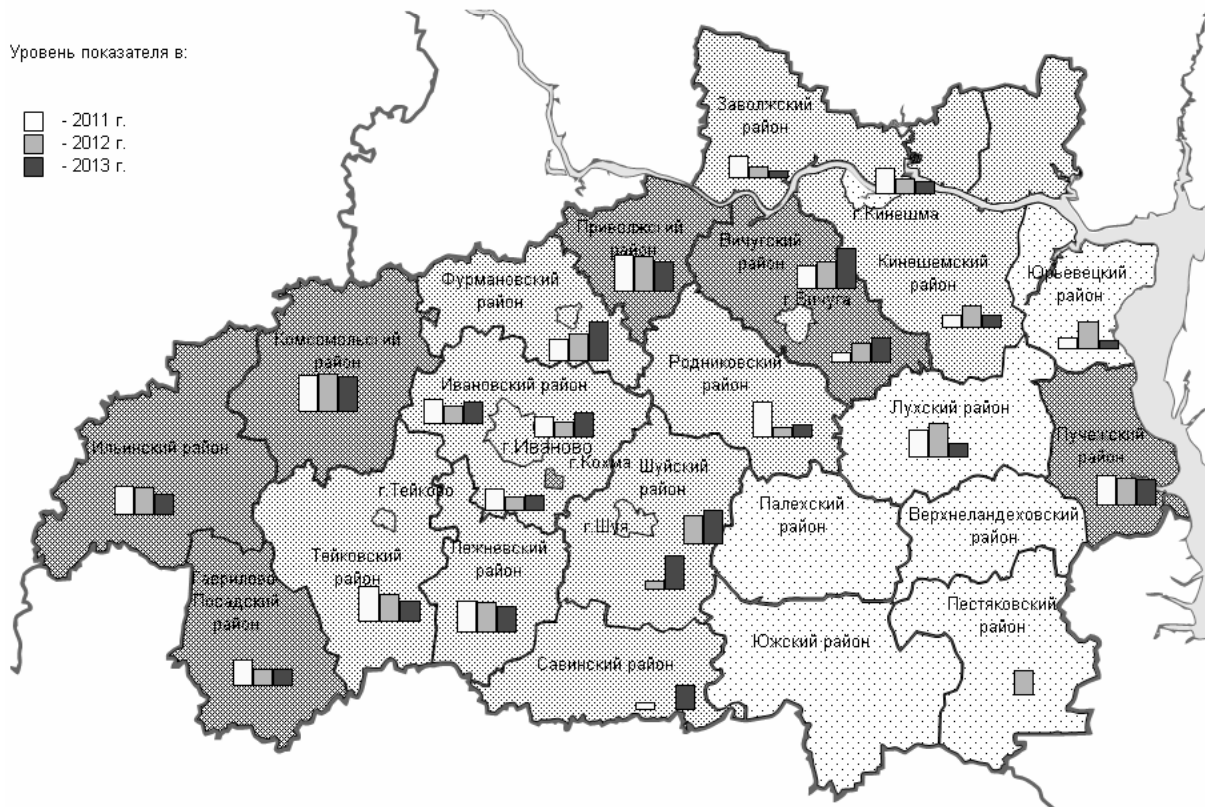 Уровень показателя в:
- 2011 г.
- 2012 г.
- 2013 г.
Заволжский
район
г.Кинешма
Приволжский
район
Вичугский
район
Кинешемский
район
Юрьевецкий
район
Фурмановский
район
г.Вичуга
Комсомольский
район
Родниковский
район
Ивановский район
Лухский район
Ильинский район
г.Иваново
Пучежский
район
г.Кохма
Шуйский
район
г.Тейково
Палехский
район
Верхнеландеховский
район
г.Шуя
Тейковский
район
Лежневский
район
Гаврилово-
Посадский
район
Пестяковский
район
Южский район
Савинский район